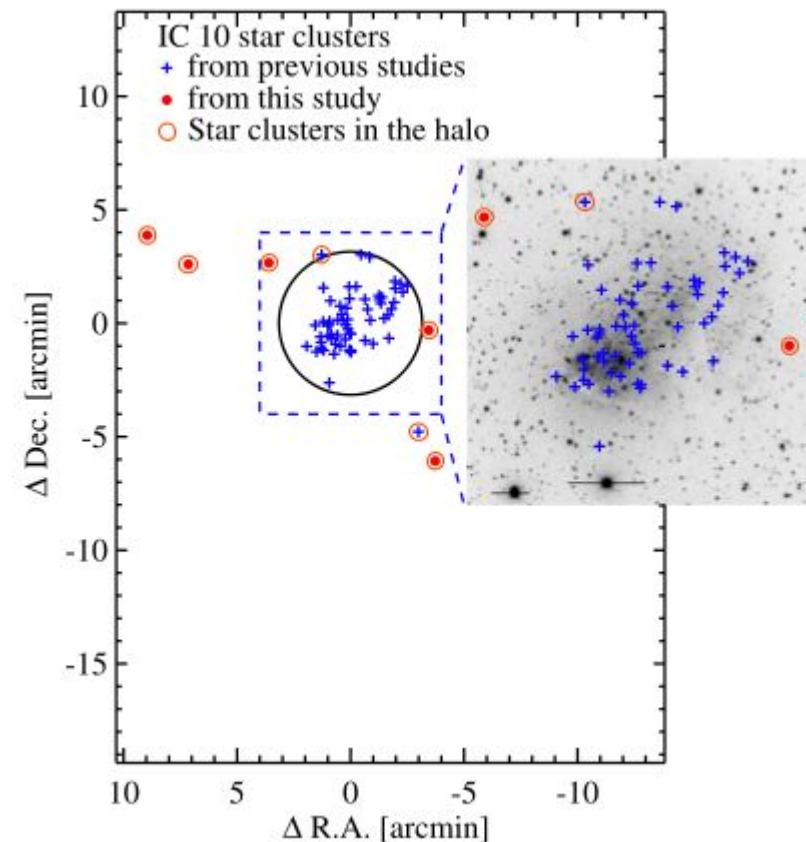 IC 10 star clusters
+ from previous studies
● from this study
○ Star clusters in the halo
10
5
0
-5
-10
-15
Δ Dec. [arcmin]
10 5 0 -5 -10
Δ R.A. [arcmin]